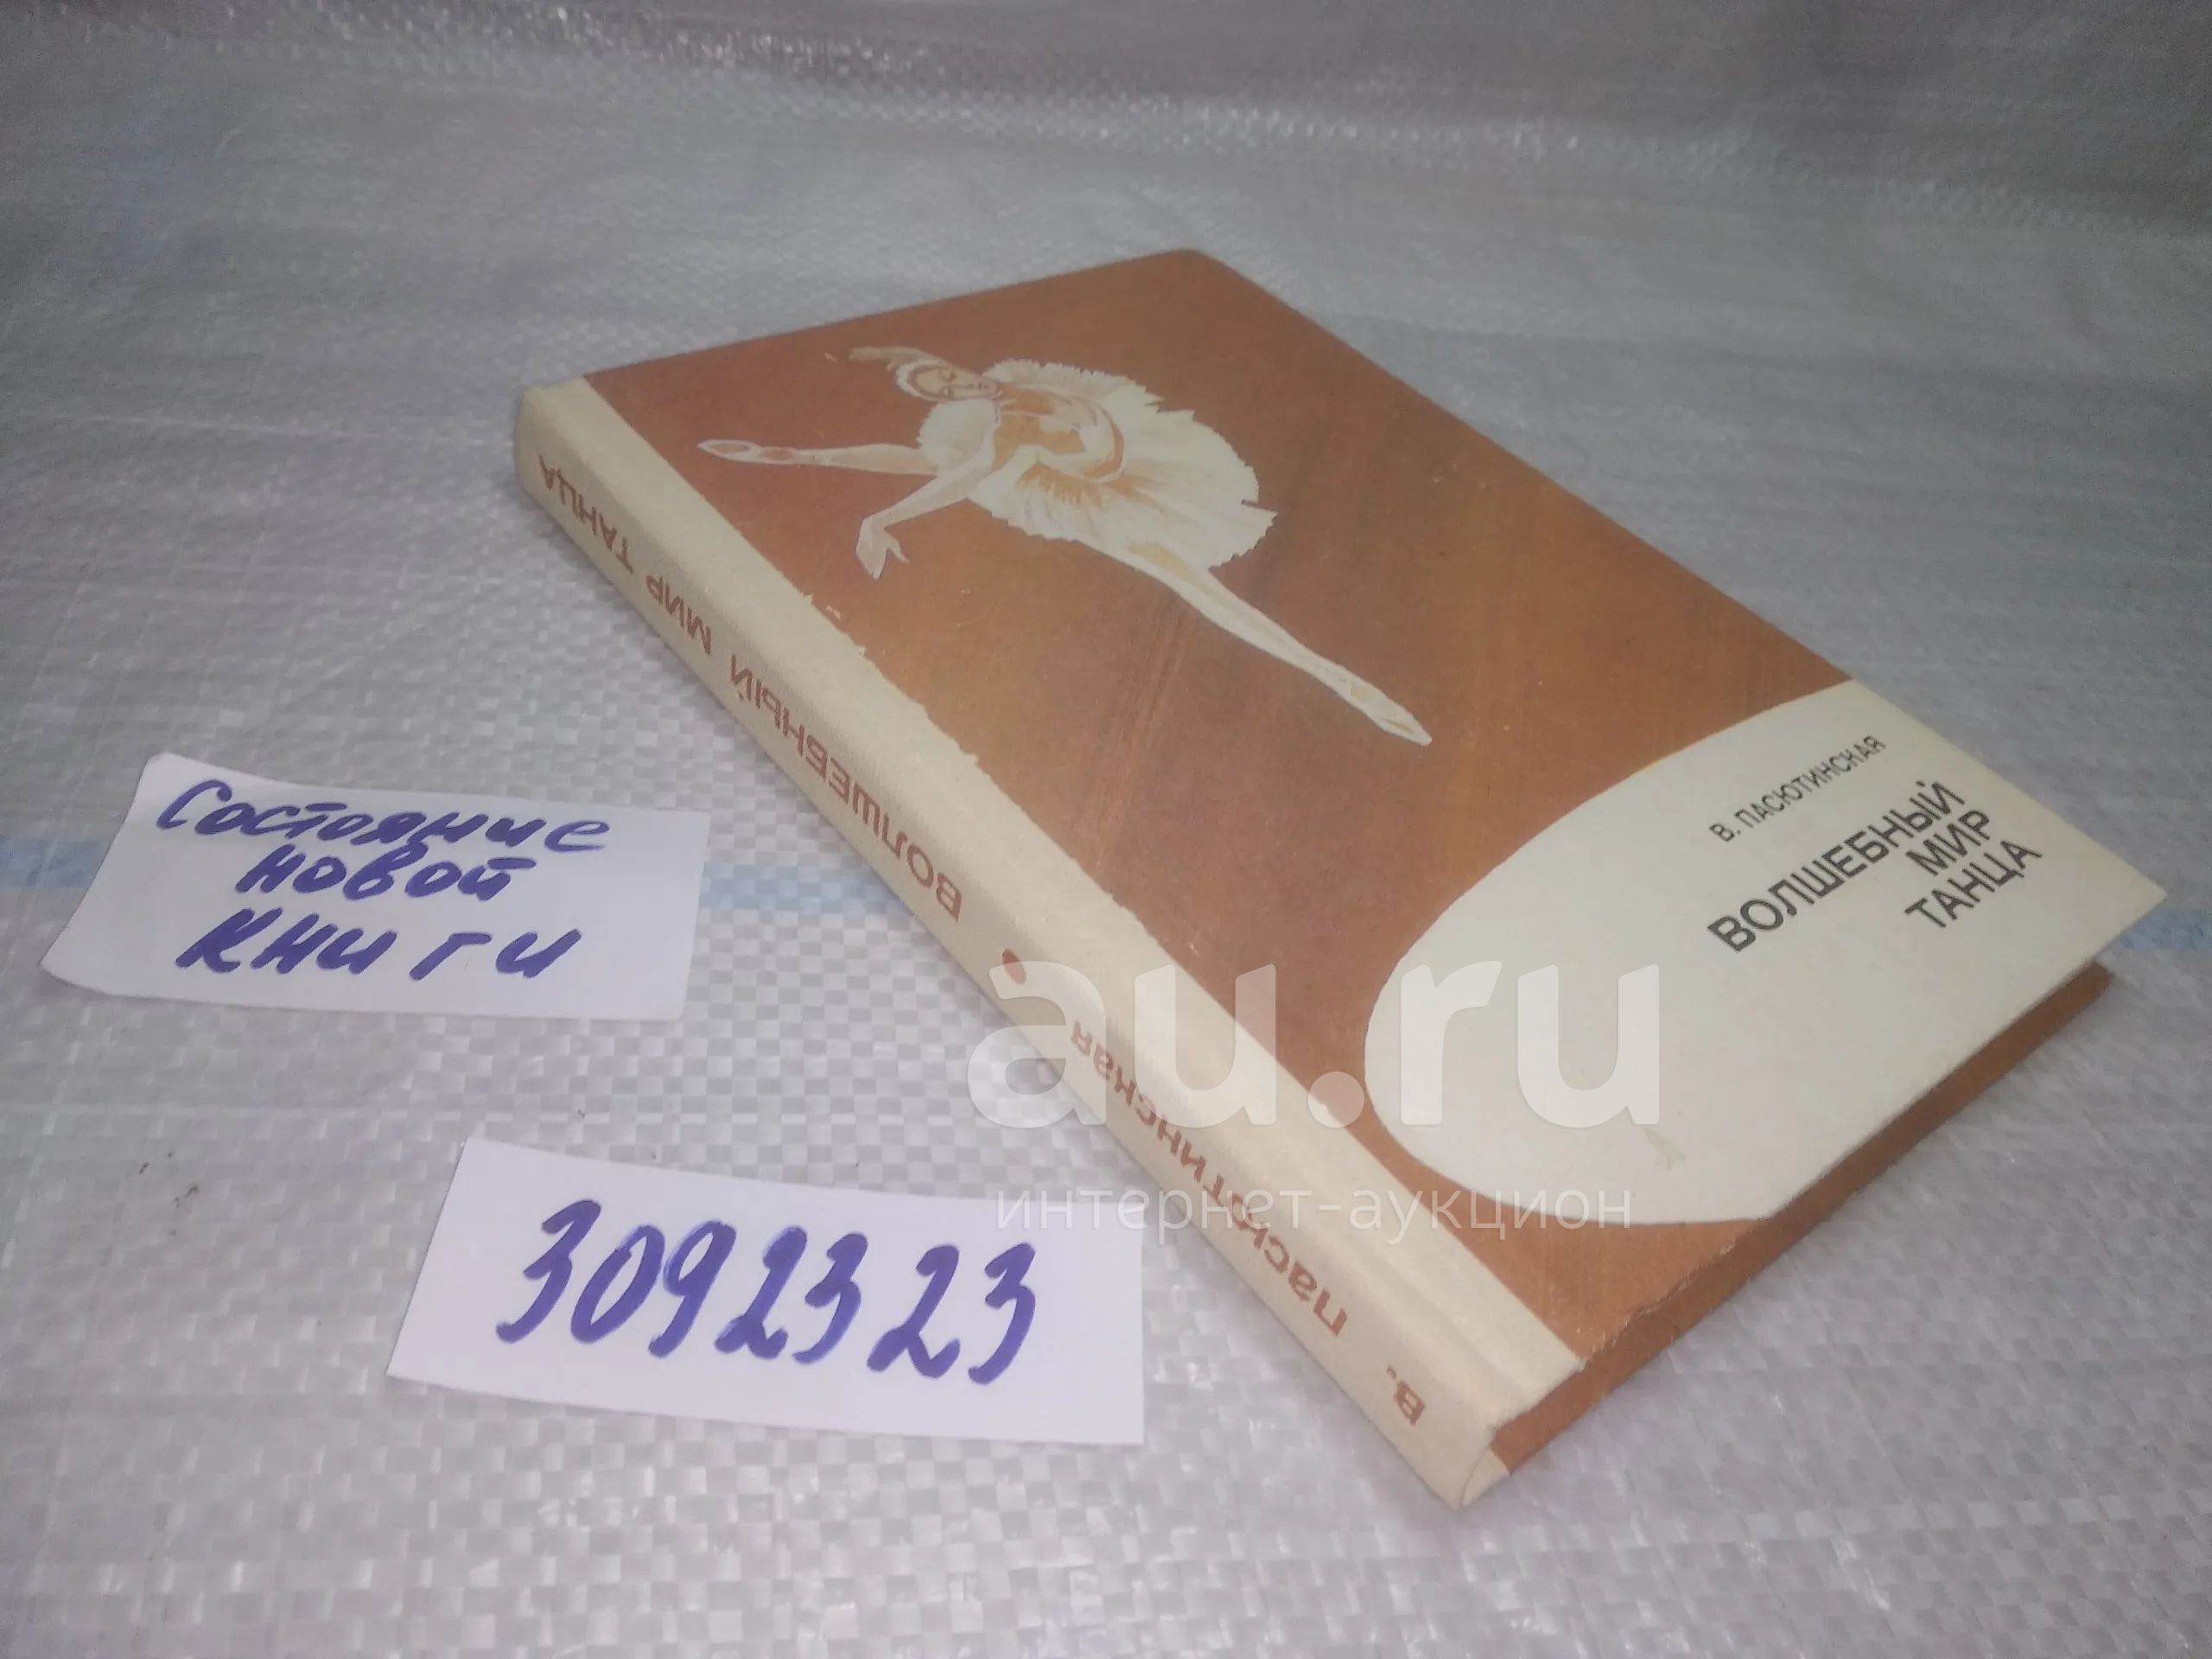 В. ПАСЮТИНСКАЯ
ВОЛШЕБНЫЙ
МИР
ТАНЦА
В. Пасютинская • ВОЛШЕБНЫЙ МИР ТАНЦА
Состояние
новой
книги
3092323
au.ru
интернет-аукцион